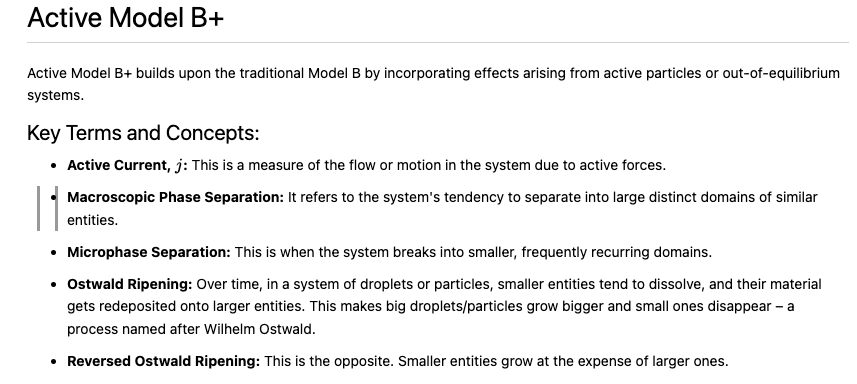 Active Model B+
Active Model B+ builds upon the traditional Model B by incorporating effects arising from active particles or out-of-equilibrium
systems.
Key Terms and Concepts:
• Active Current, j: This is a measure of the flow or motion in the system due to active forces.
• Macroscopic Phase Separation: It refers to the system's tendency to separate into large distinct domains of similar
entities.
• Microphase Separation: This is when the system breaks into smaller, frequently recurring domains.
• Ostwald Ripening: Over time, in a system of droplets or particles, smaller entities tend to dissolve, and their material
gets redeposited onto larger entities. This makes big droplets/particles grow bigger and small ones disappear – a
process named after Wilhelm Ostwald.
• Reversed Ostwald Ripening: This is the opposite. Smaller entities grow at the expense of larger ones.